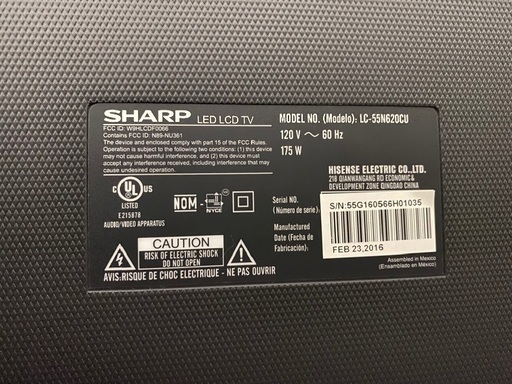 SHARP LED LCD TV
FCC ID: W9HLCDF0066
Contains FCC ID: N89-NU361
The enclosed device complies with part 15 of the FCC Rules.
Operation is subject to the following two conditions: (1) this
device may not cause harmful interference, and (2) this device
must accept any interference received, including interference
that may cause undesired operation.
MODEL NO. (Modelo): LC-55N620CU
120 V ~ 60 Hz
175 W
HISENSE ELECTRIC CO.,LTD.
218 QIANWANGANG RD ECONOMIC &
DEVELOPMENT ZONE QINGDAO CHINA
c UL US
LISTED
E215878
AUDIO/VIDEO APPARATUS
NOM
NYCE
CAUTION
RISK OF ELECTRIC SHOCK
DO NOT OPEN
AVIS:RISQUE DE CHOC ELECTRIQUE - NE PAS OUVRIR
SERIAL NO.
(Número de serie):
S/N:55G160566H01035
Manufactured
Date (Fecha de
Fabricación):
FEB 23,2016
Assembled in Mexico
(Ensamblado en México)